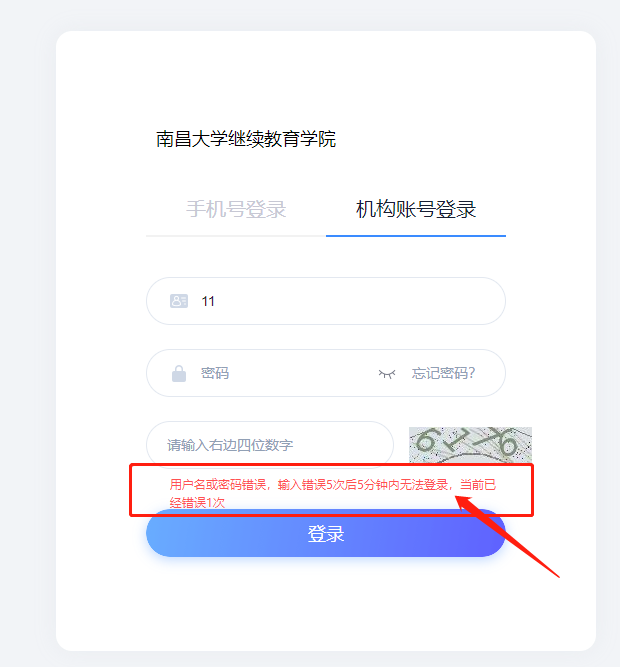 南昌大学继续教育学院
手机号登录 机构账号登录
11
密码 忘记密码?
请输入右边四位数字 6176
用户名或密码错误，输入错误5次后5分钟内无法登录，当前已
经错误1次
登录